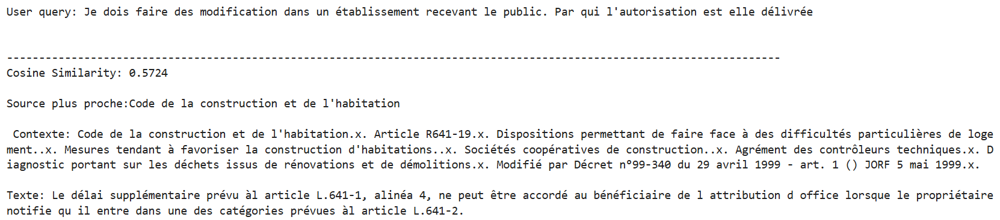 User query: Je dois faire des modification dans un établissement recevant le public. Par qui l'autorisation est elle délivrée
------------------------------------------------------------------------------------------------------------------------
Cosine Similarity: 0.5724
Source plus proche:Code de la construction et de l'habitation
Contexte: Code de la construction et de l'habitation.x. Article R641-19.x. Dispositions permettant de faire face à des difficultés particulières de loge
ment..x. Mesures tendant à favoriser la construction d'habitations..x. Sociétés coopératives de construction..x. Agrément des contrôleurs techniques.x. D
iagnostic portant sur les déchets issus de rénovations et de démolitions.x. Modifié par Décret n°99-340 du 29 avril 1999 - art. 1 () JORF 5 mai 1999.x.
Texte: Le délai supplémentaire prévu àl article L.641-1, alinéa 4, ne peut être accordé au bénéficiaire de l attribution d office lorsque le propriétaire
notifie qu il entre dans une des catégories prévues àl article L.641-2.